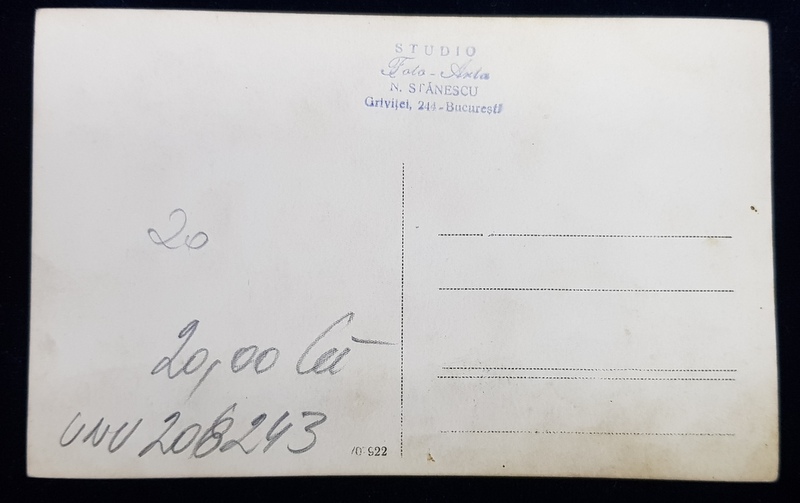 STUDIO
Foto-Arta
N. STĂNESCU
Griviței, 244-București
20
20,00 lei
UNU 208243
922